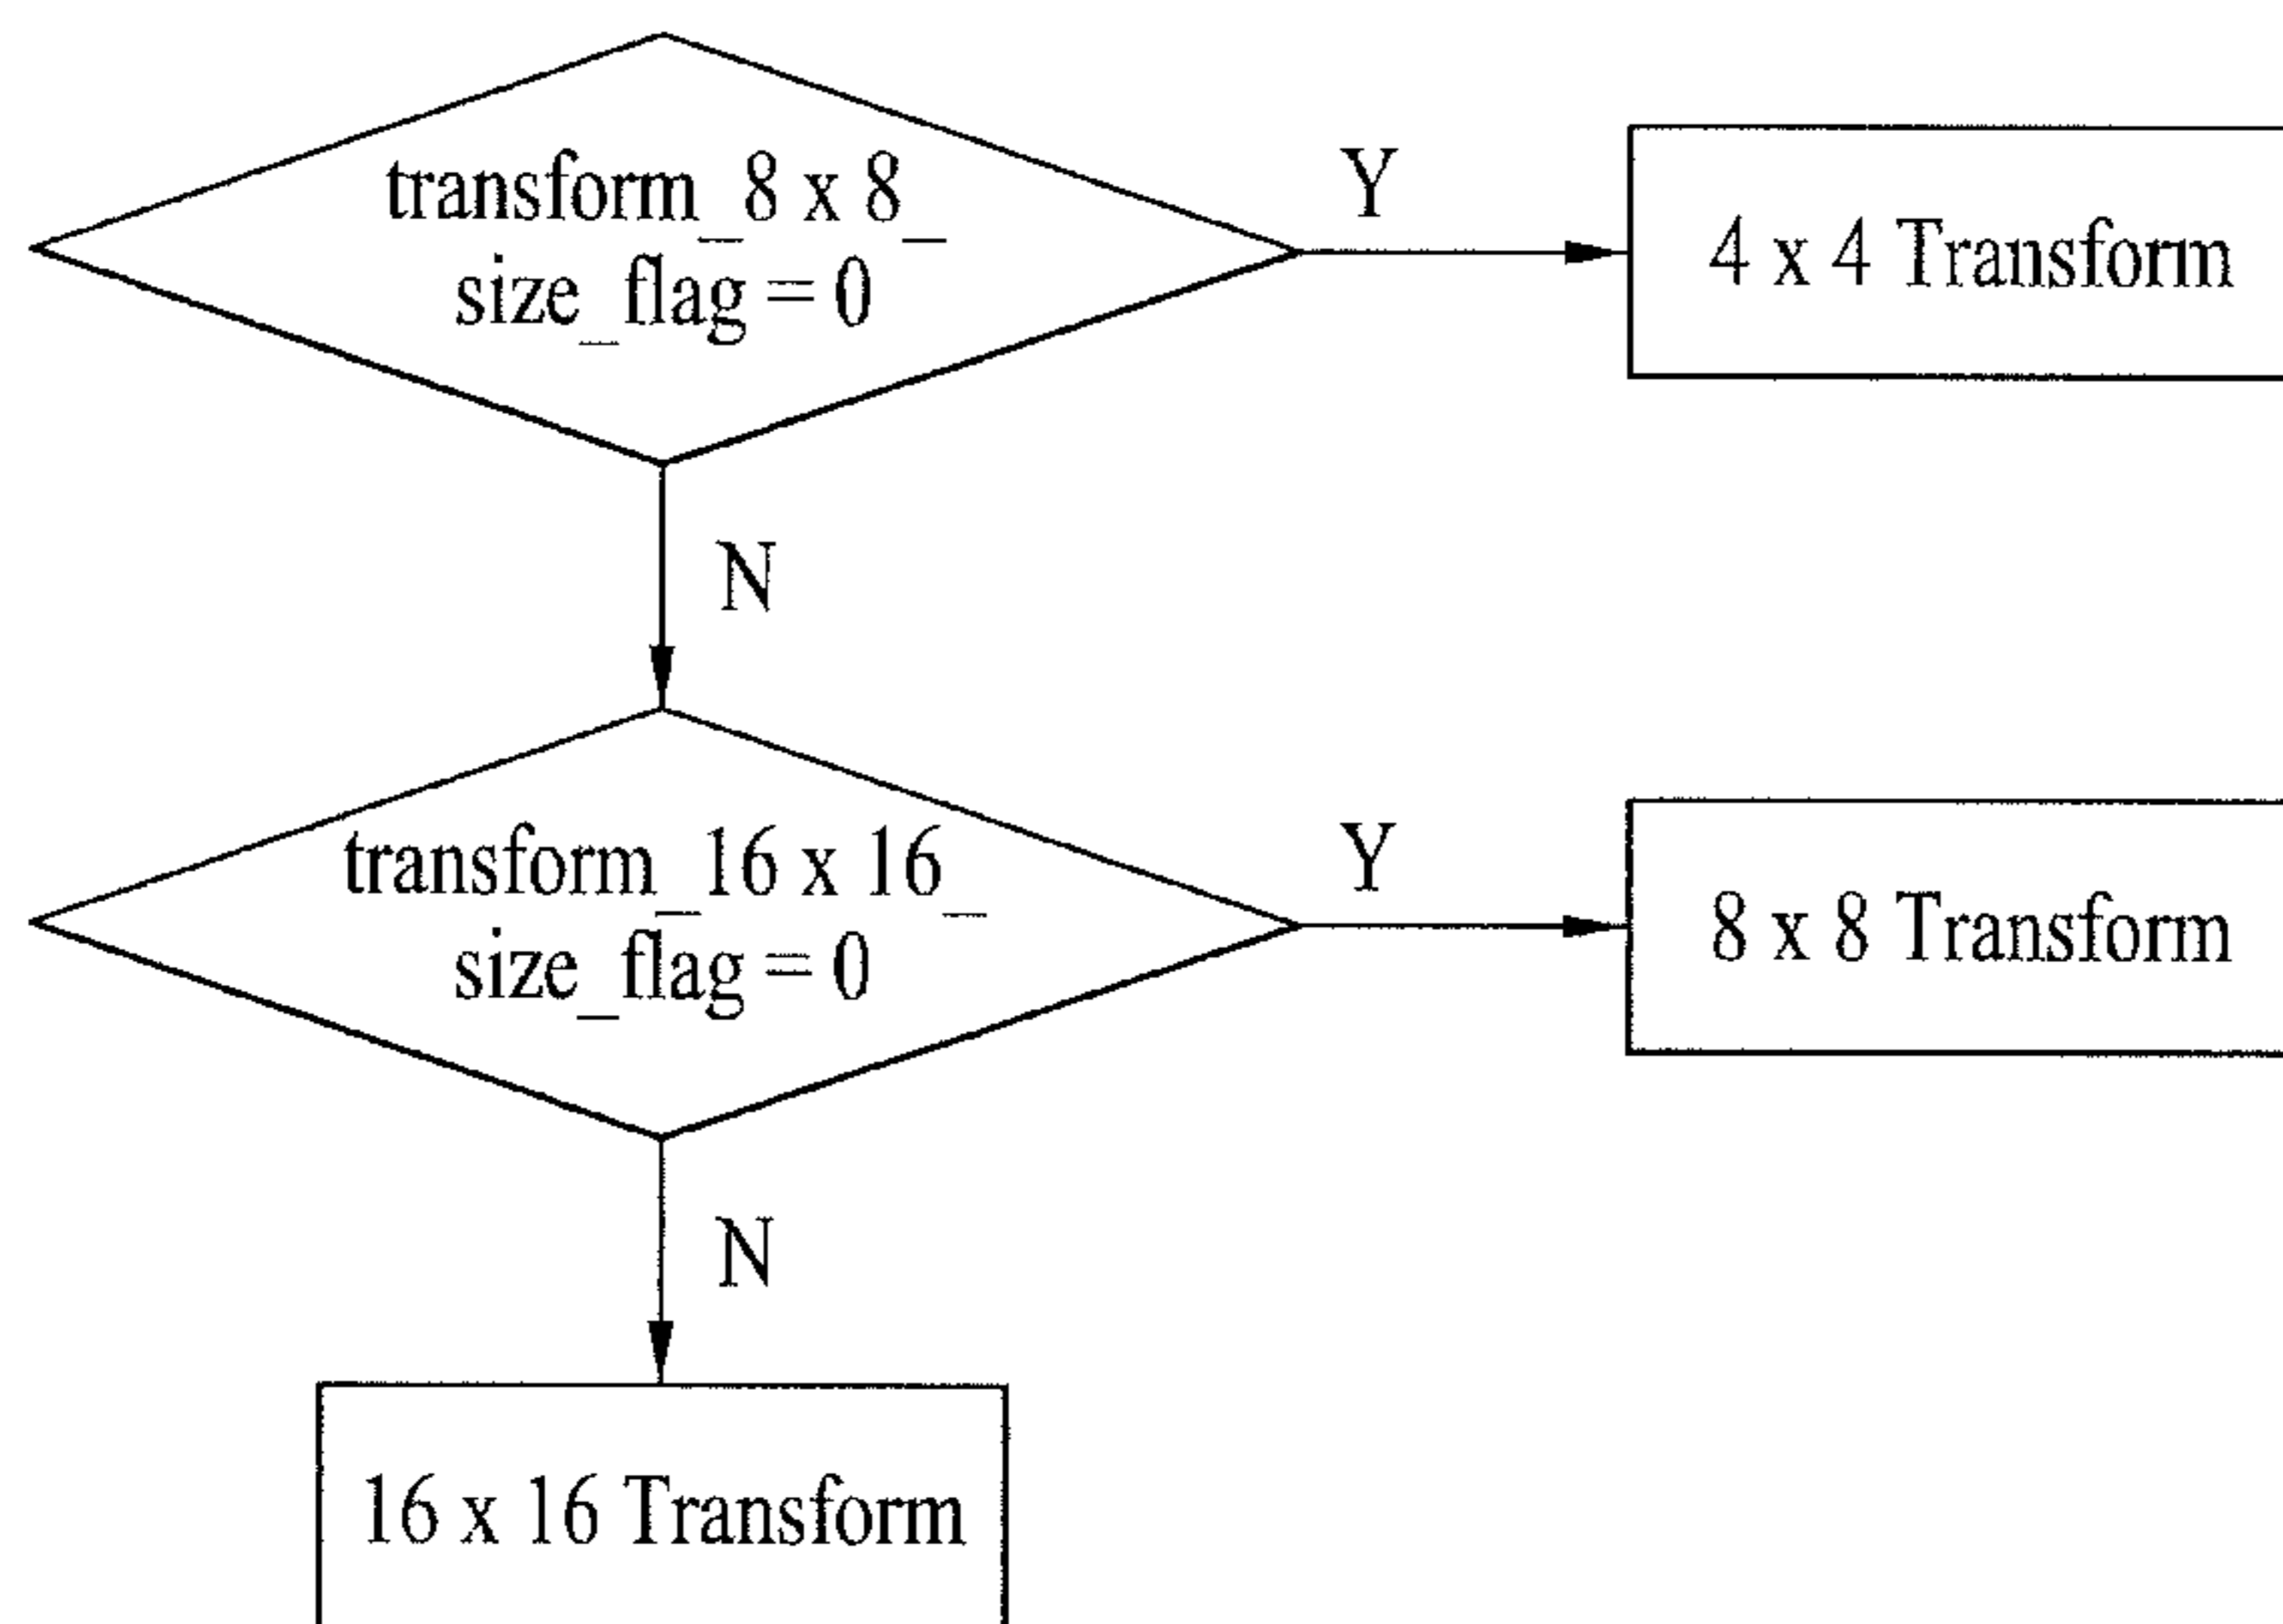 transform_8 x 8_
size_flag = 0
Y
4 x 4 Transform
N
transform_16 x 16_
size_flag = 0
Y
8 x 8 Transform
N
16 x 16 Transform